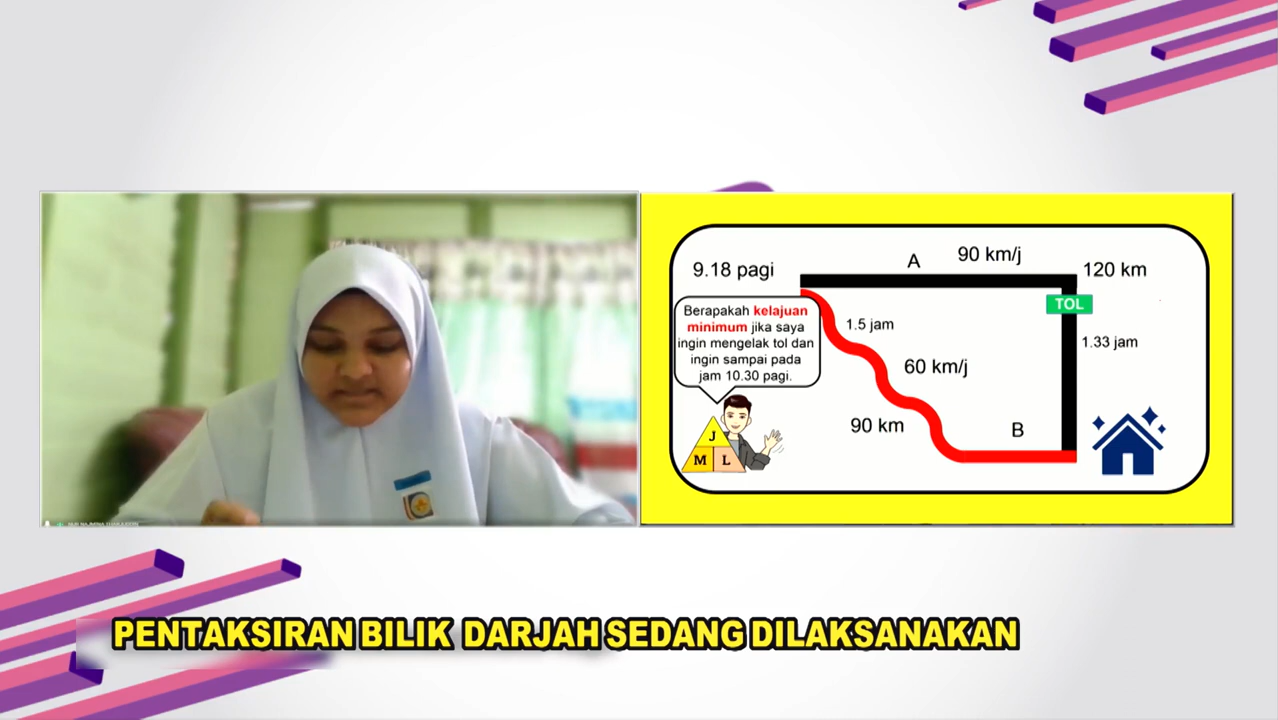 A
90 km/j
9.18 pagi
120 km
TOL
Berapakah kelajuan
minimum jika saya
ingin mengelak tol dan
ingin sampai pada
jam 10.30 pagi.
1.5 jam
1.33 jam
60 km/j
90 km
B
J
M L
PENTAKSIRAN BILIK DARJAH SEDANG DILAKSANAKAN